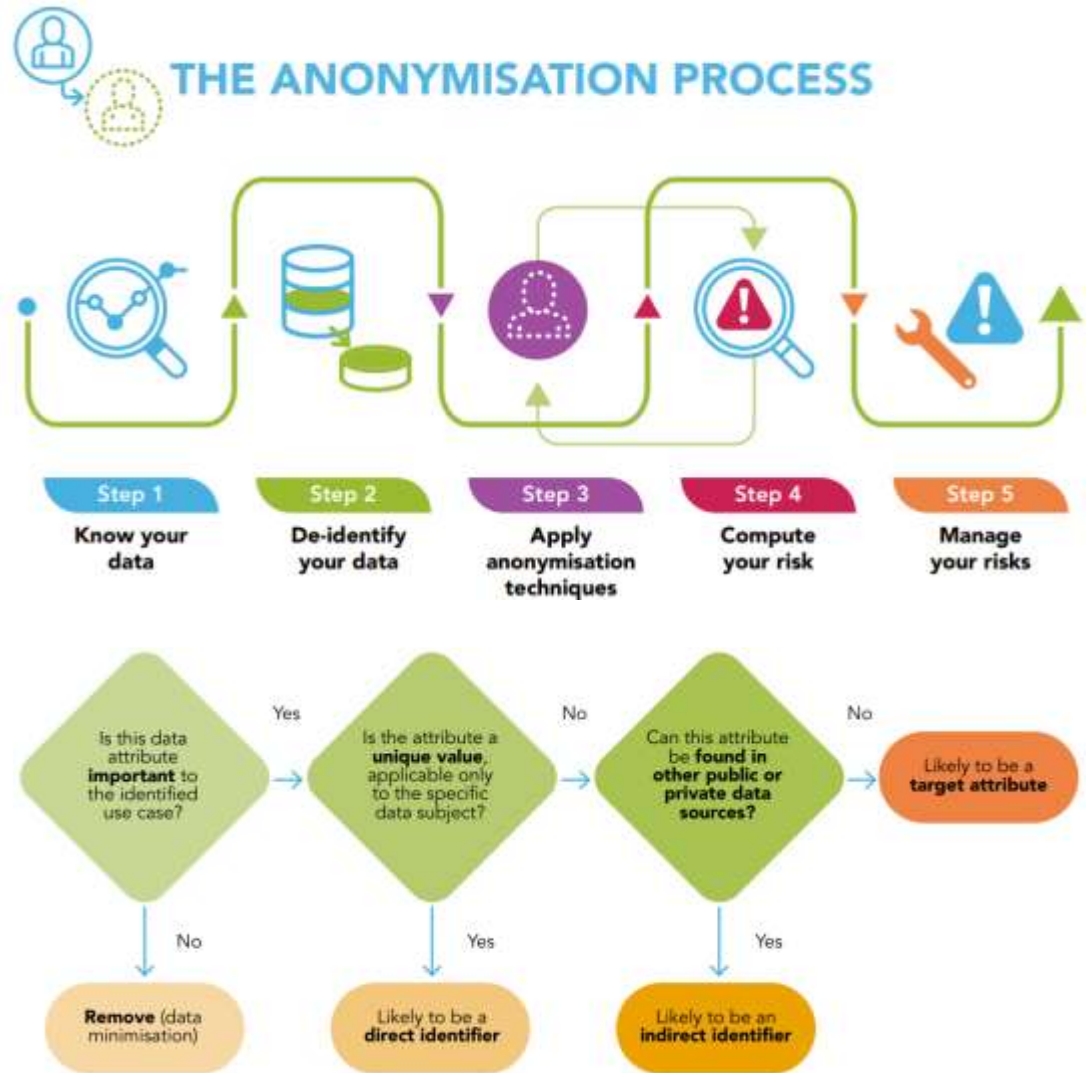 THE ANONYMISATION PROCESS
Step 1
Know your
data
Step 2
De-identify
your data
Step 3
Apply
anonymisation
techniques
Step 4
Compute
your risk
Step 5
Manage
your risks
Is this data
attribute
important to
the identified
use case?
Yes
Is the attribute a
unique value,
applicable only
to the specific
data subject?
No
Can this attribute
be found in
other public or
private data
sources?
No
Likely to be a
target attribute
No
Yes
Yes
Remove (data
minimisation)
Likely to be a
direct identifier
Likely to be an
indirect identifier